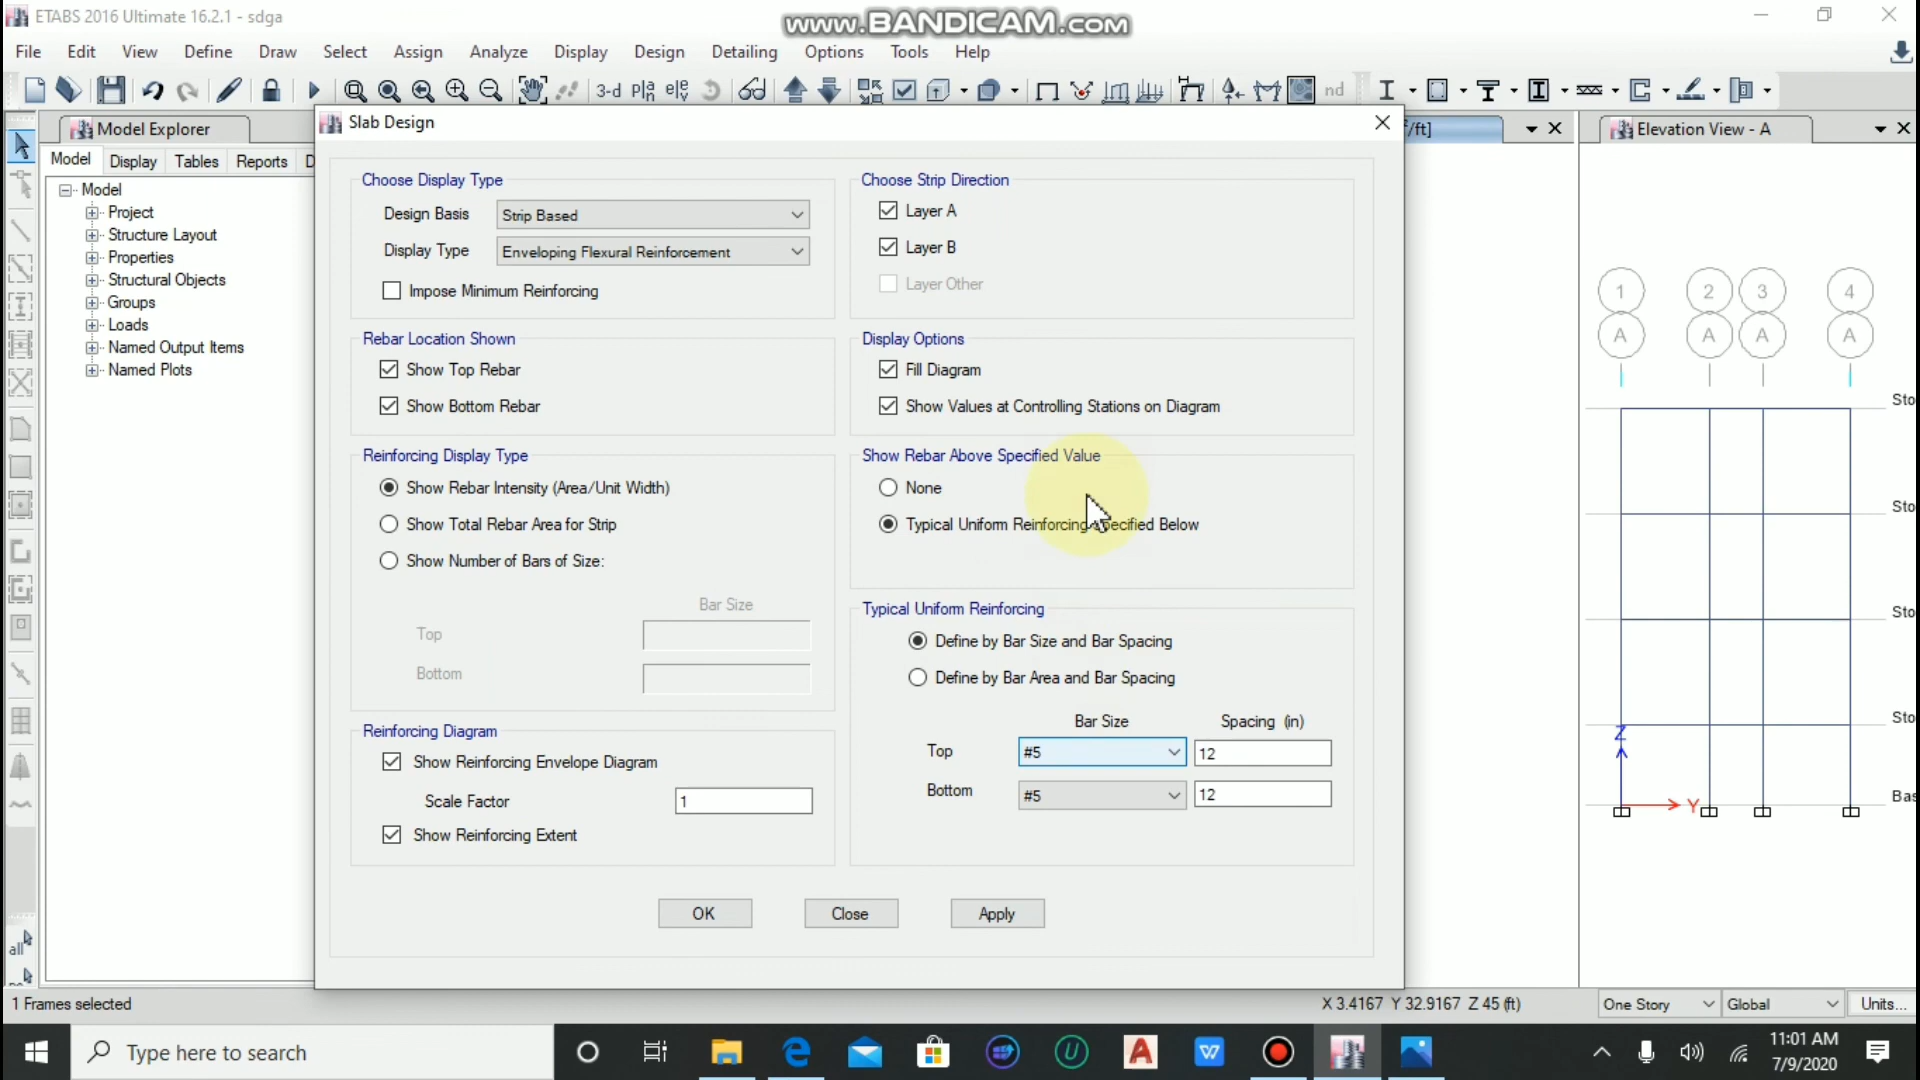 ETABS 2016 Ultimate 16.2.1 - sdga
www.BANDICAM.com
File Edit View Define Draw Select Assign Analyze Display Design Detailing Options Tools Help
3-d nd
Model Explorer
Slab Design
/ft]
Elevation View - A
Model Display Tables Reports D
Model
Project
Structure Layout
Properties
Structural Objects
Groups
Loads
Named Output Items
Named Plots
Choose Display Type
Design Basis Strip Based
Display Type Enveloping Flexural Reinforcement
Impose Minimum Reinforcing
Rebar Location Shown
Show Top Rebar
Show Bottom Rebar
Reinforcing Display Type
Show Rebar Intensity (Area/Unit Width)
Show Total Rebar Area for Strip
Show Number of Bars of Size:
Bar Size
Top
Bottom
Reinforcing Diagram
Show Reinforcing Envelope Diagram
Scale Factor 1
Show Reinforcing Extent
Choose Strip Direction
Layer A
Layer B
Layer Other
Display Options
Fill Diagram
Show Values at Controlling Stations on Diagram
Show Rebar Above Specified Value
None
Typical Uniform Reinforcing Specified Below
Typical Uniform Reinforcing
Define by Bar Size and Bar Spacing
Define by Bar Area and Bar Spacing
Bar Size Spacing (in)
Top #5 12
Bottom #5 12
OK Close Apply
1 2 3 4
A A A A
Sto
Sto
Sto
Sto
Z
Y
Bas
all
1 Frames selected
X 3.4167 Y 32.9167 Z 45 (ft)
One Story Global Units...
Type here to search
11:01 AM
7/9/2020